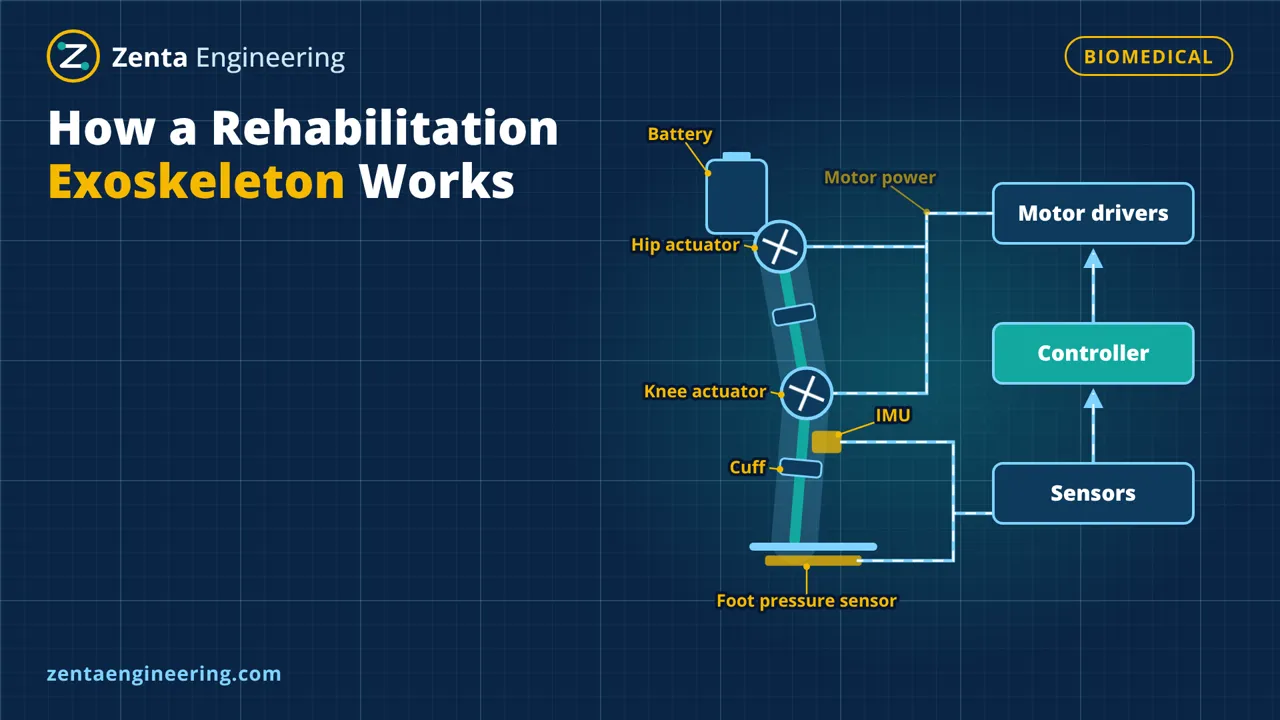 Zenta Engineering
BIOMEDICAL
How a Rehabilitation
Exoskeleton Works
Battery
Motor power
Motor drivers
Hip actuator
Controller
Knee actuator
IMU
Cuff
Sensors
Foot pressure sensor
zentaengineering.com